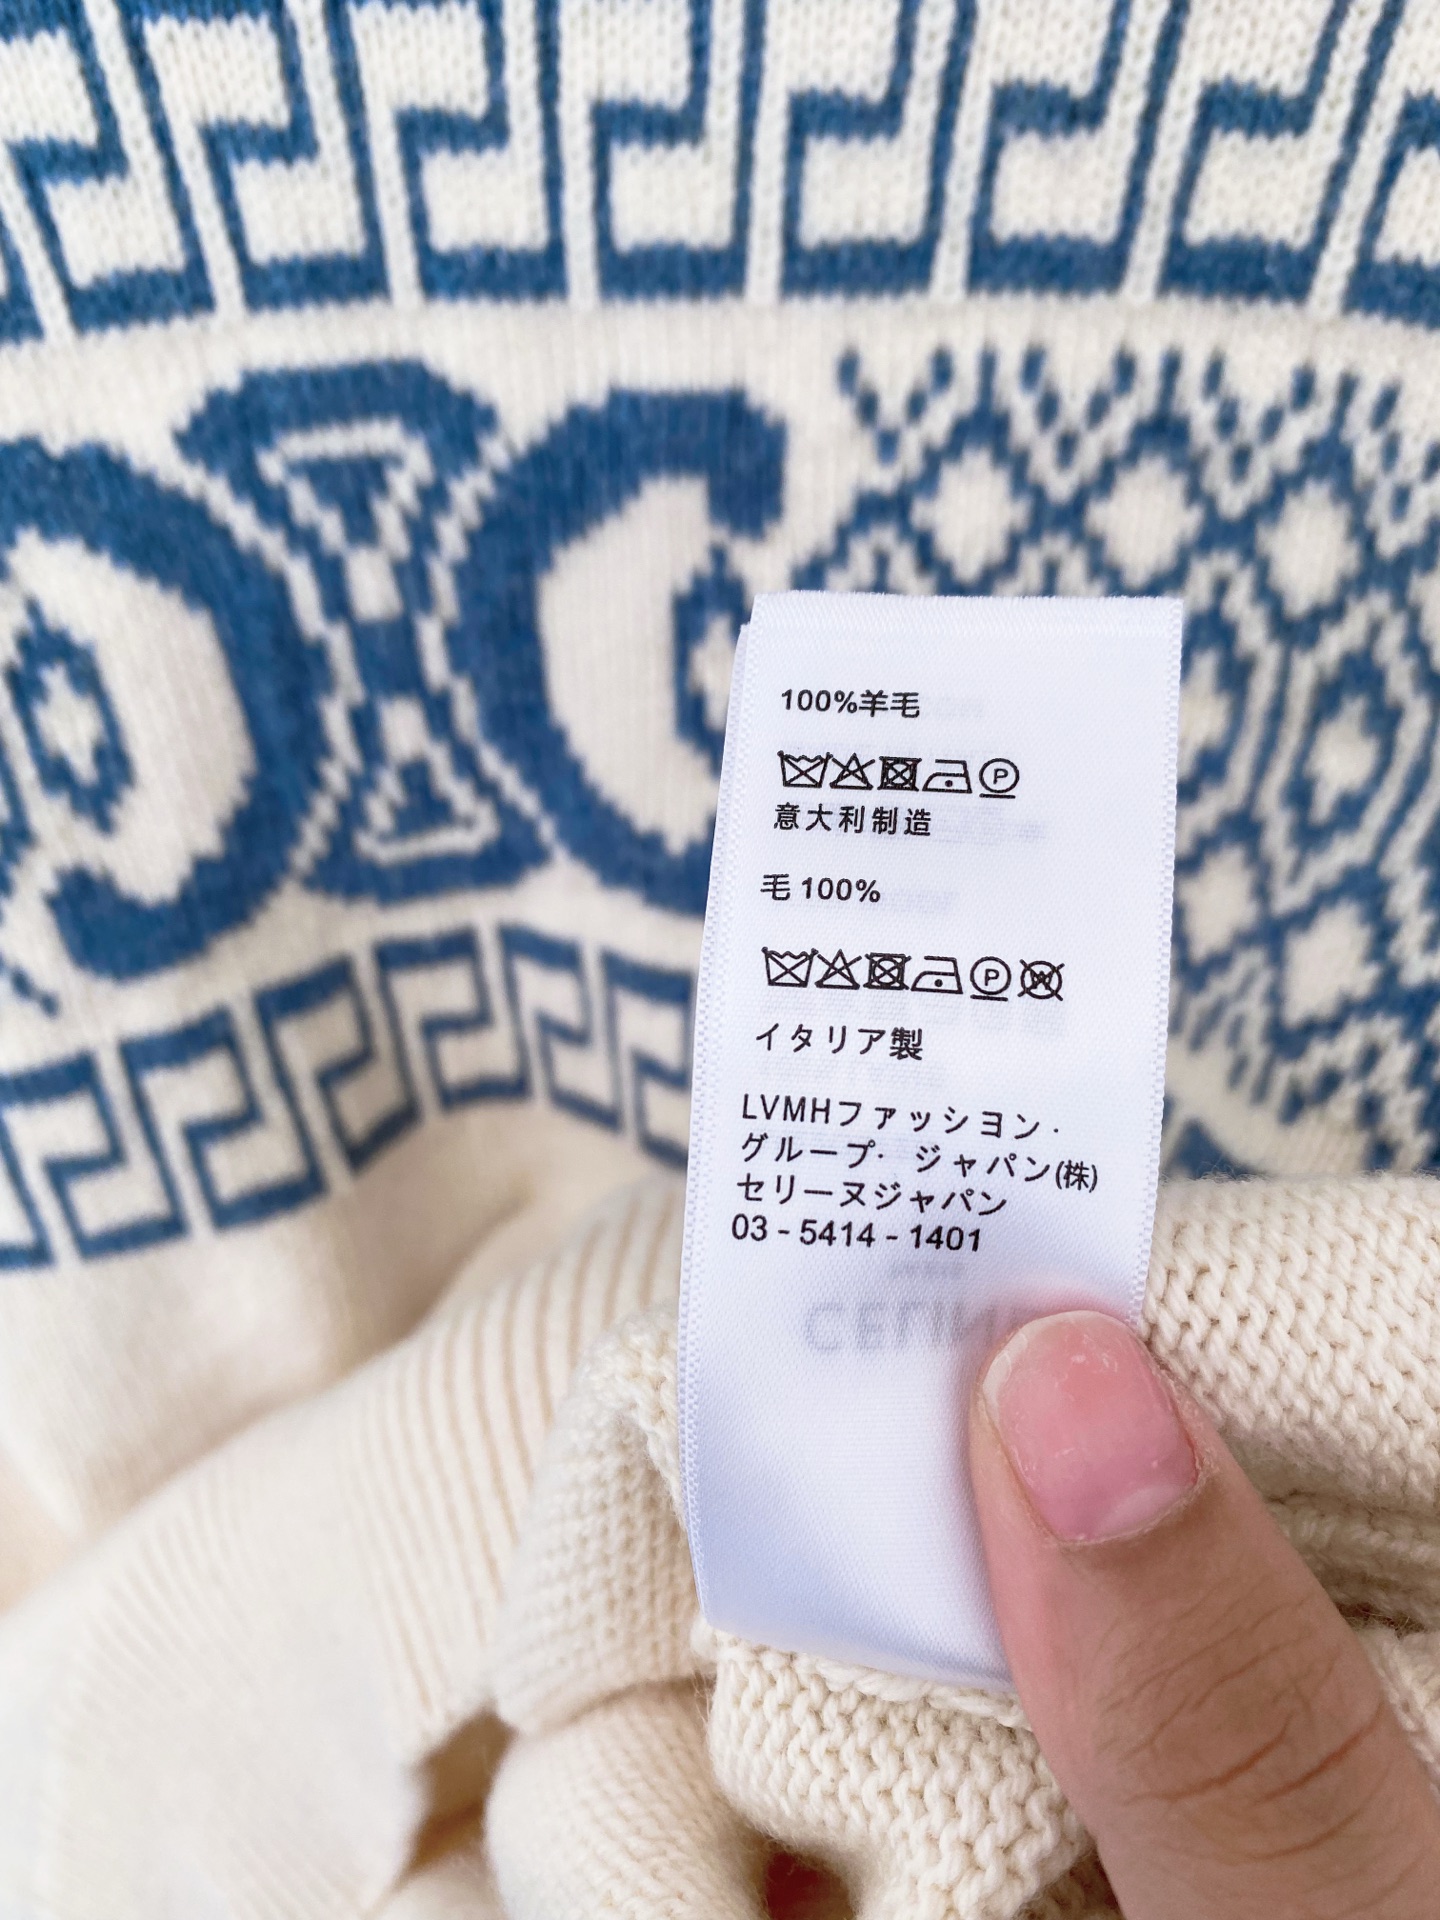 100%羊毛
P
意大利制造
毛 100%
P W
イタリア製
LVMHファッション・
グループ・ ジャパン(株)
セリーヌジャパン
03 - 5414 - 1401